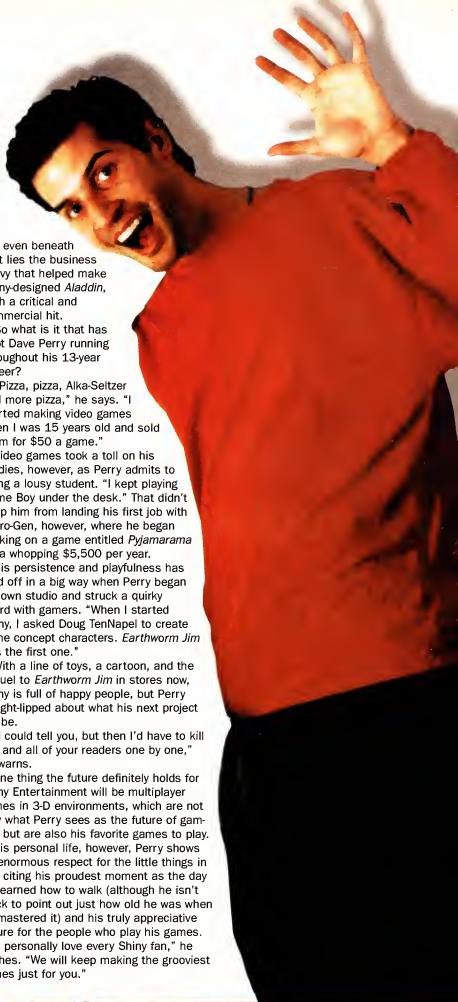 even beneath
t lies the business
vy that helped make
ny-designed Aladdin,
h a critical and
mmercial hit.
So what is it that has
t Dave Perry running
oughout his 13-year
eer?
Pizza, pizza, Alka-Seltzer
l more pizza," he says. "I
rted making video games
en I was 15 years old and sold
m for $50 a game."
ideo games took a toll on his
dies, however, as Perry admits to
ng a lousy student. "I kept playing
me Boy under the desk." That didn't
p him from landing his first job with
ro-Gen, however, where he began
king on a game entitled Pyjamarama
a whopping $5,500 per year.
is persistence and playfulness has
d off in a big way when Perry began
own studio and struck a quirky
rd with gamers. "When I started
ny, I asked Doug TenNapel to create
ne concept characters. Earthworm Jim
s the first one."
With a line of toys, a cartoon, and the
uel to Earthworm Jim in stores now,
ny is full of happy people, but Perry
ght-lipped about what his next project
be.
I could tell you, but then I'd have to kill
and all of your readers one by one,"
warns.
ne thing the future definitely holds for
ny Entertainment will be multiplayer
nes in 3-D environments, which are not
y what Perry sees as the future of gam-
but are also his favorite games to play.
is personal life, however, Perry shows
enormous respect for the little things in
citing his proudest moment as the day
earned how to walk (although he isn't
ck to point out just how old he was when
mastered it) and his truly appreciative
ure for the people who play his games.
personally love every Shiny fan," he
hes. "We will keep making the grooviest
nes just for you."